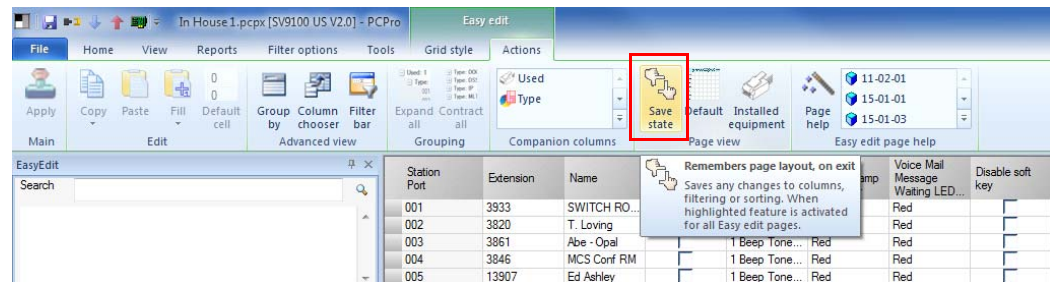 In House 1.pcpx [SV9100 US V2.0] - PCPro
Easy edit
File Home View Reports Filter options Tools Grid style Actions
Apply Copy Paste Fill Default cell
0
0
Group by Column chooser Filter bar
Expand all Contract all
Used
Type
Save state Default Installed equipment
Page help
11-02-01
15-01-01
15-01-03
Main Edit Advanced view Grouping Companion columns Page view Easy edit page help
EasyEdit
Search
Station Port Extension Name
Voice Mail Message Waiting LED... Disable soft key
Remembers page layout, on exit
Saves any changes to columns,
filtering or sorting. When
highlighted feature is activated
for all Easy edit pages.
001 3933 SWITCH RO... Red
002 3820 T. Loving Red
003 3861 Abe - Opal 1 Beep Tone... Red Red
004 3846 MCS Conf RM 1 Beep Tone... Red Red
005 13907 Ed Ashley 1 Beep Tone... Red Red